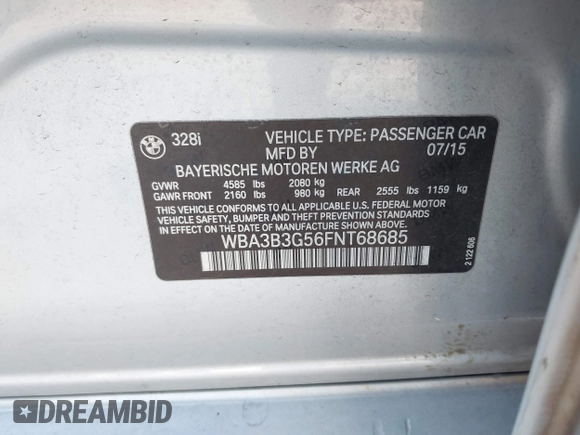 328i VEHICLE TYPE: PASSENGER CAR
MFD BY 07/15
BAYERISCHE MOTOREN WERKE AG
GVWR 4585 lbs 2080 kg
GAWR FRONT 2160 lbs 980 kg REAR 2555 lbs 1159 kg
THIS VEHICLE CONFORMS TO ALL APPLICABLE U.S. FEDERAL MOTOR
VEHICLE SAFETY, BUMPER, AND THEFT PREVENTION STANDARDS
IN EFFECT ON THE DATE OF MANUFACTURE SHOWN ABOVE.
WBA3B3G56FNT68685
2 122 606
DREAMBID